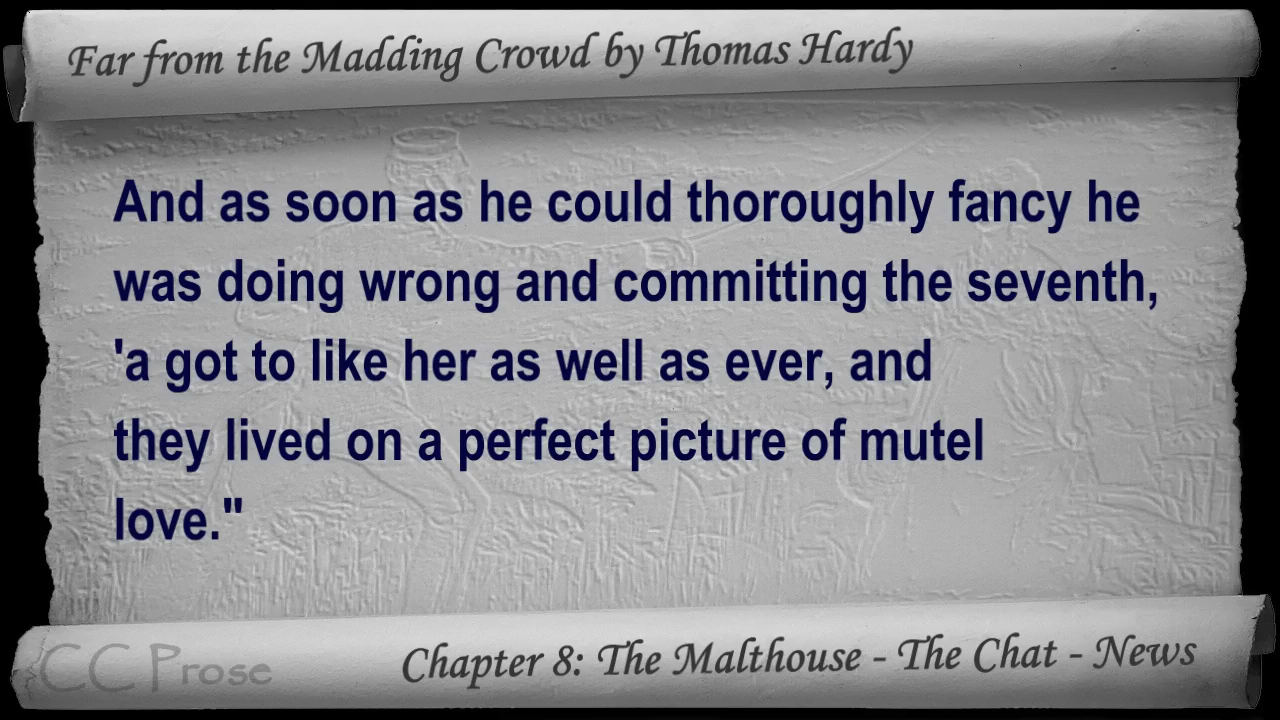 Far from the Madding Crowd by Thomas Hardy
And as soon as he could thoroughly fancy he
was doing wrong and committing the seventh,
'a got to like her as well as ever, and
they lived on a perfect picture of mutel
love."
CC Prose
Chapter 8: The Malthouse - The Chat - News